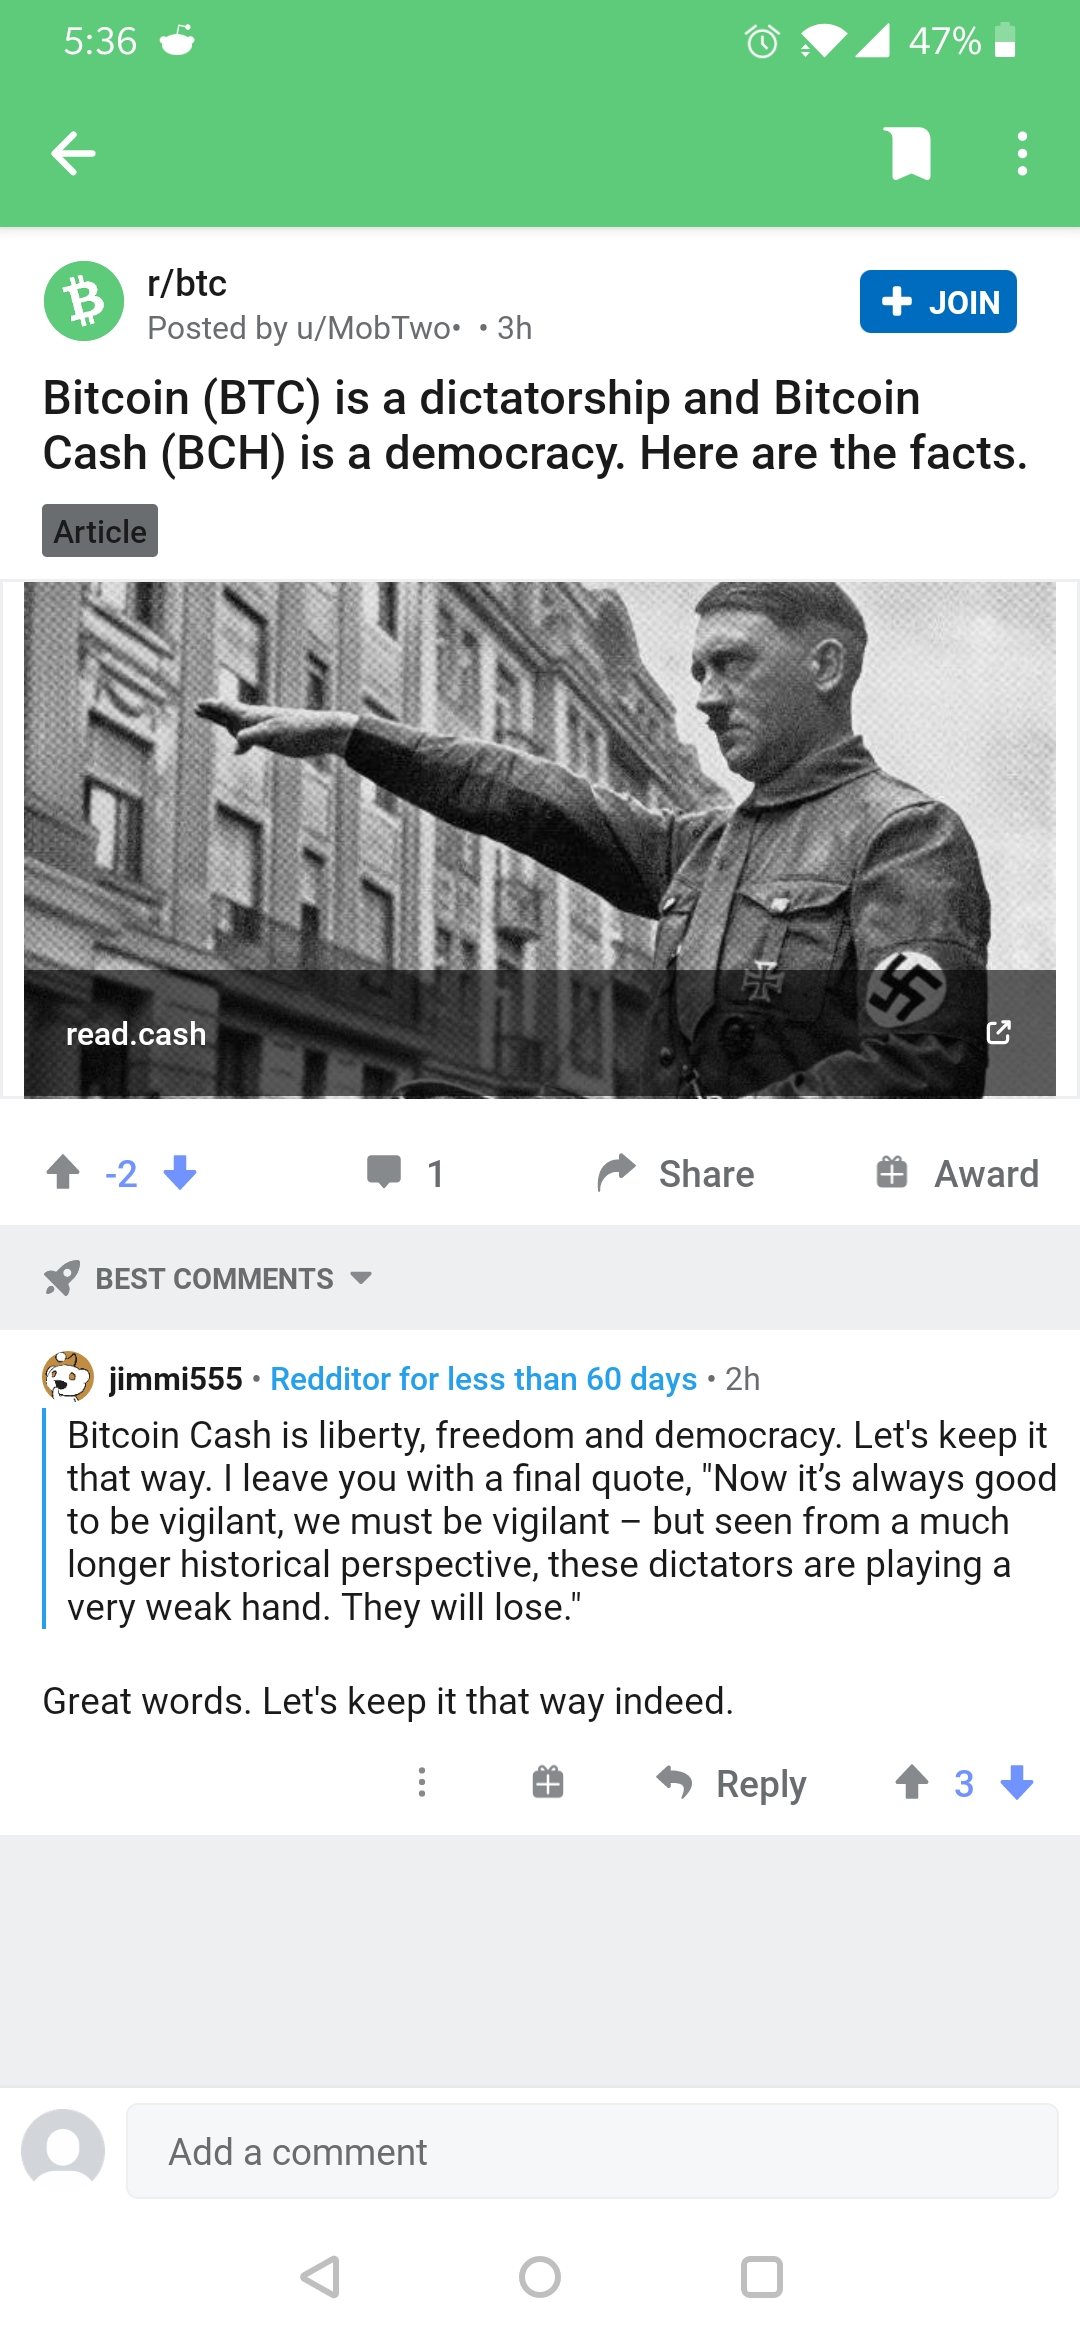 5:36
47%
r/btc
Posted by u/MobTwo• • 3h
+ JOIN
Bitcoin (BTC) is a dictatorship and Bitcoin
Cash (BCH) is a democracy. Here are the facts.
Article
read.cash
-2
1
Share
Award
BEST COMMENTS
jimmi555 • Redditor for less than 60 days • 2h
Bitcoin Cash is liberty, freedom and democracy. Let's keep it
that way. I leave you with a final quote, "Now it’s always good
to be vigilant, we must be vigilant – but seen from a much
longer historical perspective, these dictators are playing a
very weak hand. They will lose."
Great words. Let's keep it that way indeed.
Reply
3
Add a comment